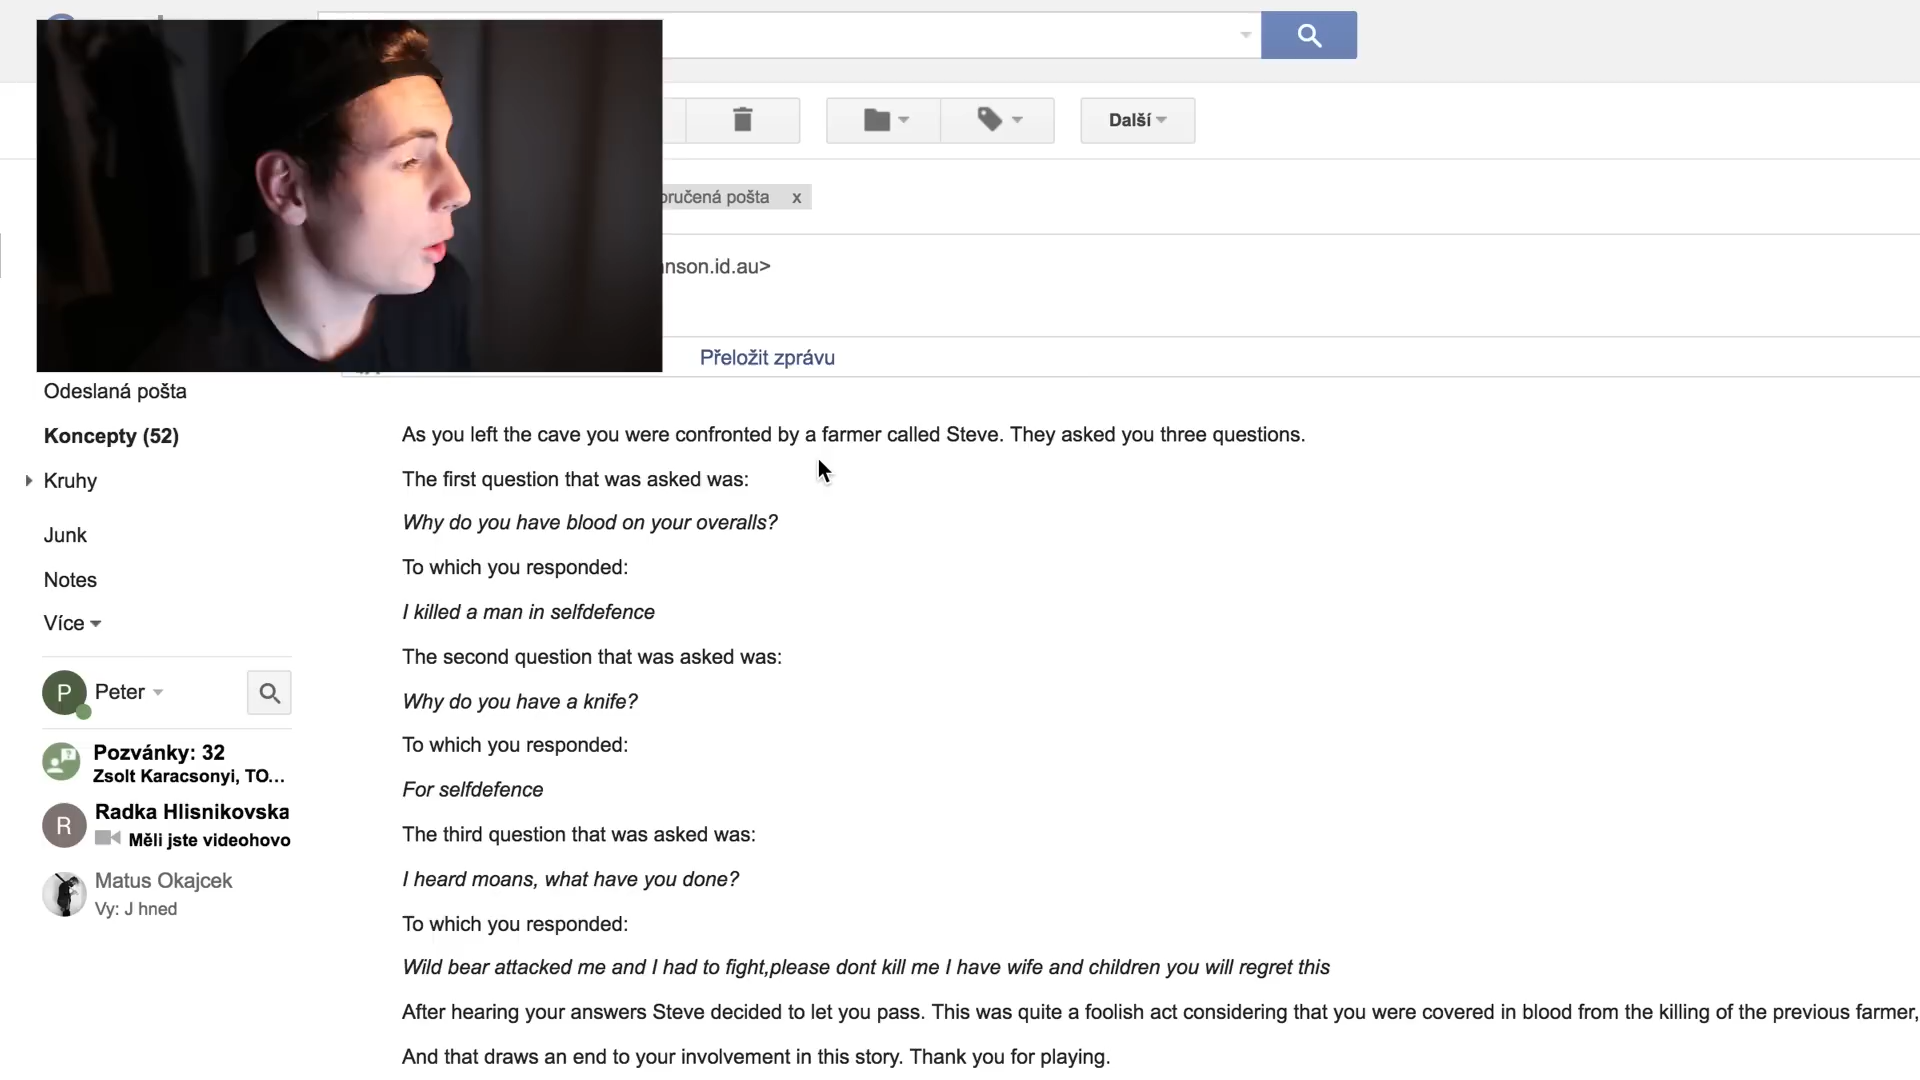 Další
oručená pošta x
nson.id.au>
Přeložit zprávu
Odeslaná pošta
Koncepty (52)
Kruhy
Junk
Notes
Více
P Peter
Pozvánky: 32
Zsolt Karacsonyi, TO...
R Radka Hlisnikovska
Měli jste videohovo
Matus Okajcek
Vy: J hned
As you left the cave you were confronted by a farmer called Steve. They asked you three questions.
The first question that was asked was:
Why do you have blood on your overalls?
To which you responded:
I killed a man in selfdefence
The second question that was asked was:
Why do you have a knife?
To which you responded:
For selfdefence
The third question that was asked was:
I heard moans, what have you done?
To which you responded:
Wild bear attacked me and I had to fight,please dont kill me I have wife and children you will regret this
After hearing your answers Steve decided to let you pass. This was quite a foolish act considering that you were covered in blood from the killing of the previous farmer,
And that draws an end to your involvement in this story. Thank you for playing.